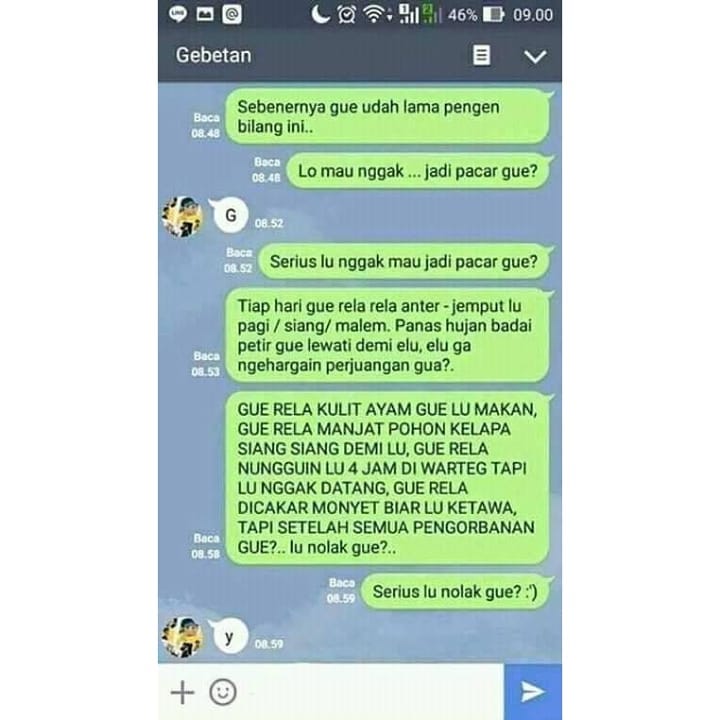 46% 09.00
Gebetan
Sebenernya gue udah lama pengen
bilang ini..
Baca
08.48
Lo mau nggak ... jadi pacar gue?
Baca
08.48
G
08.52
Serius lu nggak mau jadi pacar gue?
Baca
08.52
Tiap hari gue rela rela anter - jemput lu
pagi / siang/ malem. Panas hujan badai
petir gue lewati demi elu, elu ga
ngehargain perjuangan gua?.
Baca
08.53
GUE RELA KULIT AYAM GUE LU MAKAN,
GUE RELA MANJAT POHON KELAPA
SIANG SIANG DEMI LU, GUE RELA
NUNGGUIN LU 4 JAM DI WARTEG TAPI
LU NGGAK DATANG, GUE RELA
DICAKAR MONYET BIAR LU KETAWA,
TAPI SETELAH SEMUA PENGORBANAN
GUE?.. lu nolak gue?..
Baca
08.58
Serius lu nolak gue? :')
Baca
08.59
y
08.59